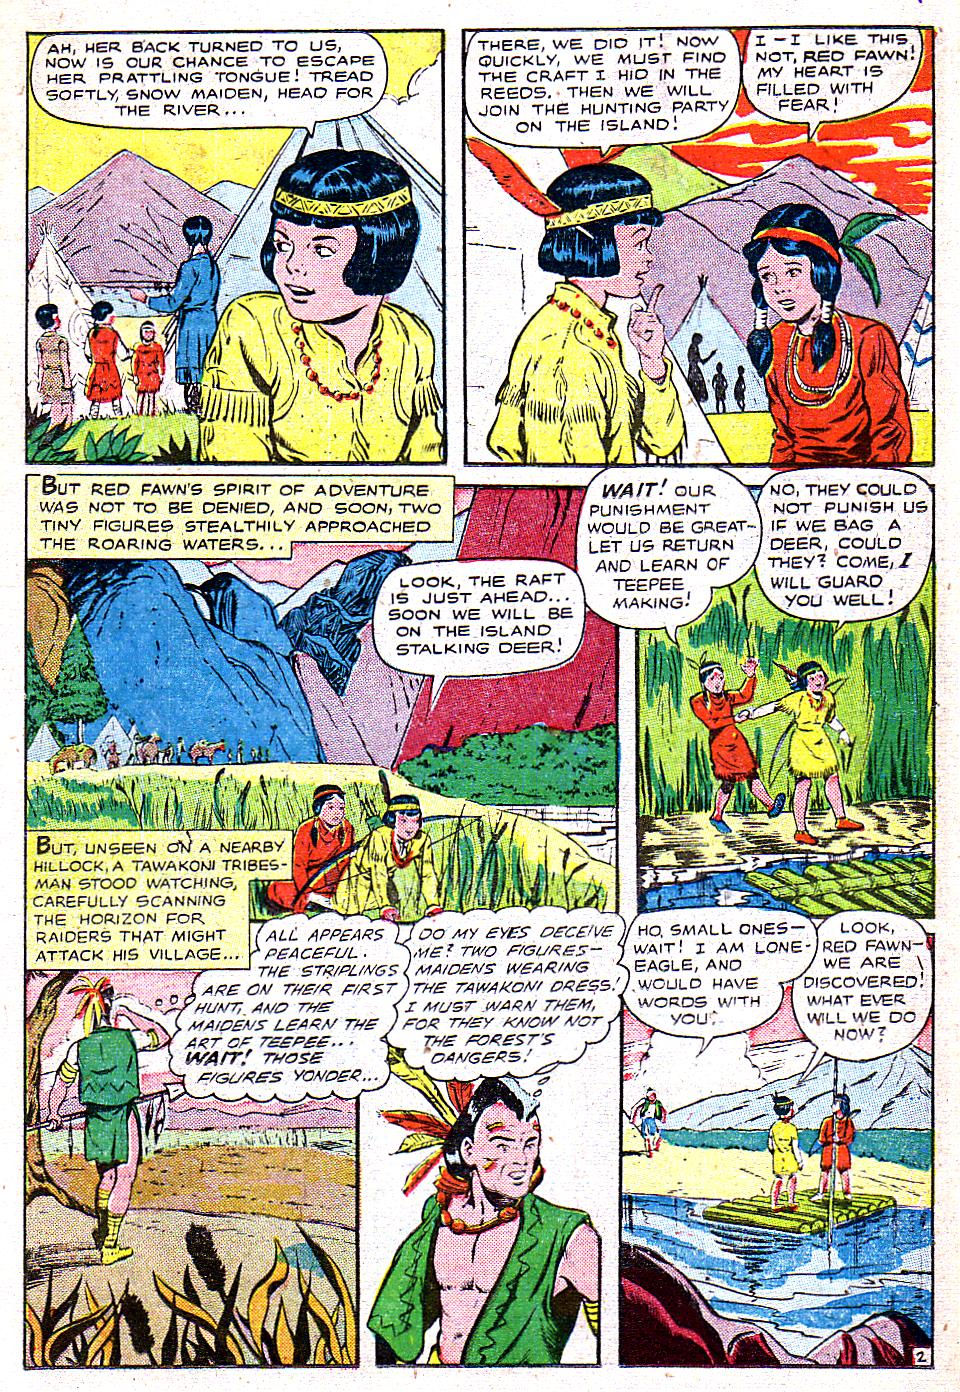 AH, HER BACK TURNED TO US,
NOW IS OUR CHANCE TO ESCAPE
HER PRATTLING TONGUE! TREAD
SOFTLY, SNOW MAIDEN, HEAD FOR
THE RIVER...
THERE, WE DID IT! NOW
QUICKLY, WE MUST FIND
THE CRAFT I HID IN THE
REEDS. THEN WE WILL
JOIN THE HUNTING PARTY
ON THE ISLAND!
I - I LIKE THIS
NOT, RED FAWN!
MY HEART IS
FILLED WITH
FEAR!
BUT RED FAWN'S SPIRIT OF ADVENTURE
WAS NOT TO BE DENIED, AND SOON, TWO
TINY FIGURES STEALTHILY APPROACHED
THE ROARING WATERS...
LOOK, THE RAFT
IS JUST AHEAD...
SOON WE WILL BE
ON THE ISLAND
STALKING DEER!
WAIT! OUR
PUNISHMENT
WOULD BE GREAT-
LET US RETURN
AND LEARN OF
TEEPEE
MAKING!
NO, THEY COULD
NOT PUNISH US
IF WE BAG A
DEER, COULD
THEY? COME, I
WILL GUARD
YOU WELL!
BUT, UNSEEN ON A NEARBY
HILLOCK, A TAWAKONI TRIBES-
MAN STOOD WATCHING,
CAREFULLY SCANNING
THE HORIZON FOR
RAIDERS THAT MIGHT
ATTACK HIS VILLAGE...
ALL APPEARS
PEACEFUL.
THE STRIPLINGS
ARE ON THEIR FIRST
HUNT, AND THE
MAIDENS LEARN THE
ART OF TEEPEE...
WAIT! THOSE
FIGURES YONDER...
DO MY EYES DECEIVE
ME? TWO FIGURES-
MAIDENS WEARING
THE TAWAKONI DRESS!
I MUST WARN THEM,
FOR THEY KNOW NOT
THE FOREST'S
DANGERS!
HO, SMALL ONES-
WAIT! I AM LONE-
EAGLE, AND
WOULD HAVE
WORDS WITH
YOU.
LOOK,
RED FAWN-
WE ARE
DISCOVERED!
WHAT EVER
WILL WE DO
NOW?
2